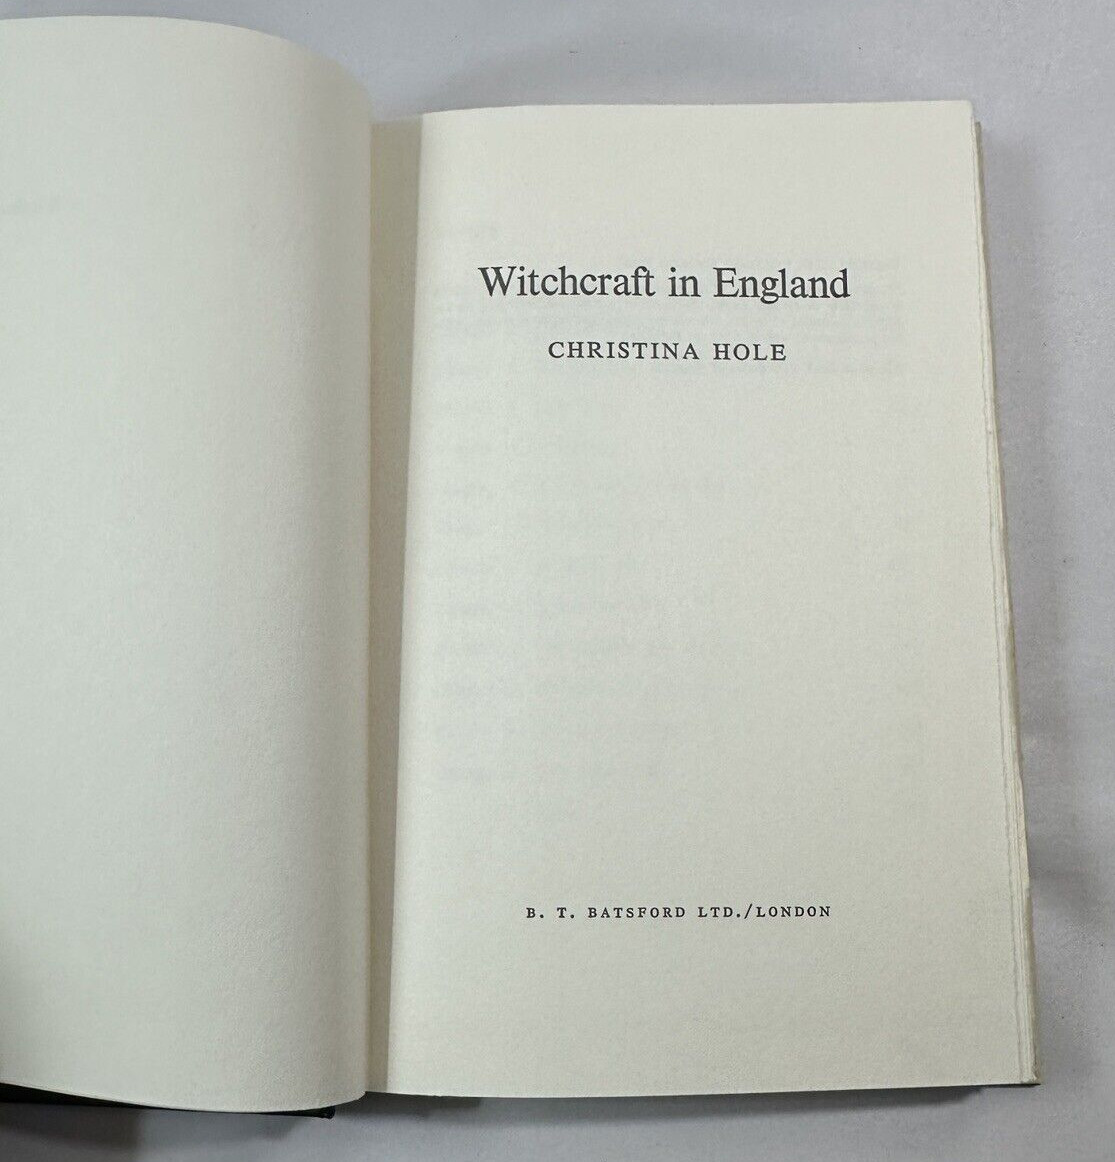 Witchcraft in England
CHRISTINA HOLE
B. T. BATSFORD LTD./LONDON